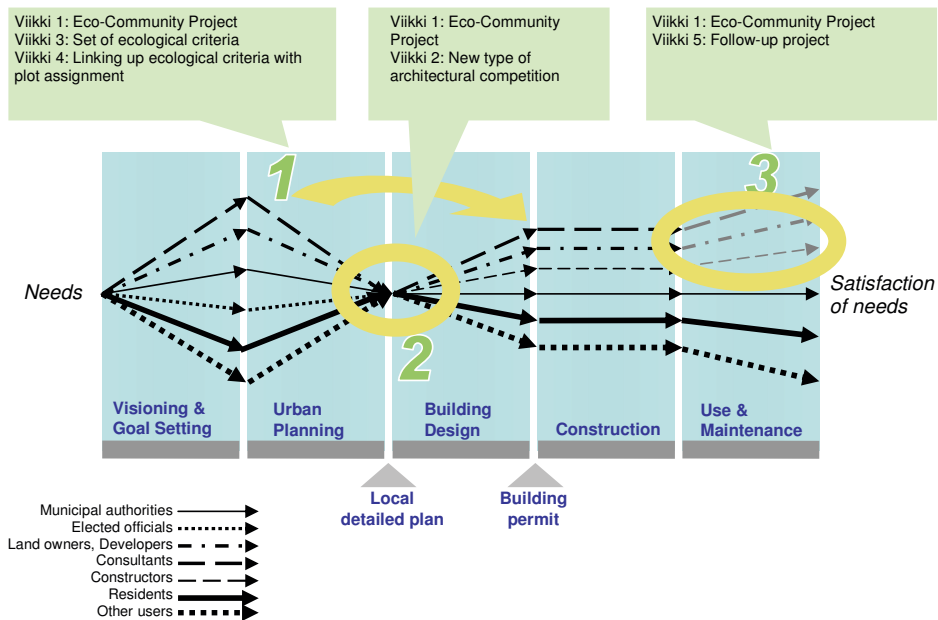 Viikki 1: Eco-Community Project
Viikki 3: Set of ecological criteria
Viikki 4: Linking up ecological criteria with
plot assignment
Viikki 1: Eco-Community
Project
Viikki 2: New type of
architectural competition
Viikki 1: Eco-Community Project
Viikki 5: Follow-up project
1
3
Needs
Satisfaction
of needs
2
Visioning &
Goal Setting
Urban
Planning
Building
Design
Construction
Use &
Maintenance
Local
detailed plan
Building
permit
Municipal authorities
Elected officials
Land owners, Developers
Consultants
Constructors
Residents
Other users